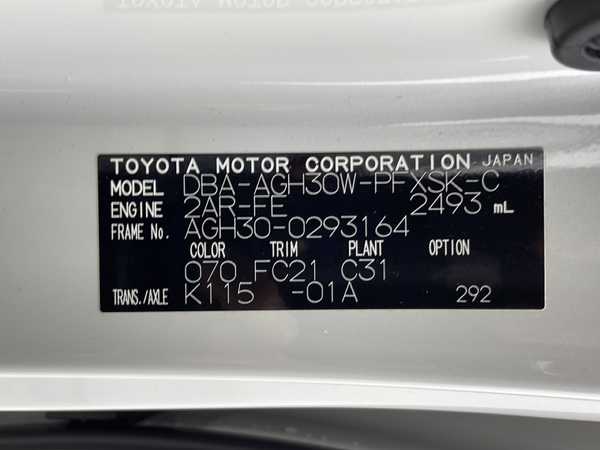 TOYOTA MOTOR CORPORATION JAPAN
MODEL DBA-AGH30W-PFXSK-C
ENGINE 2AR-FE 2493 mL
FRAME No. AGH30-0293164
COLOR TRIM PLANT OPTION
070 FC21 C31
TRANS./AXLE K115 -01A 292